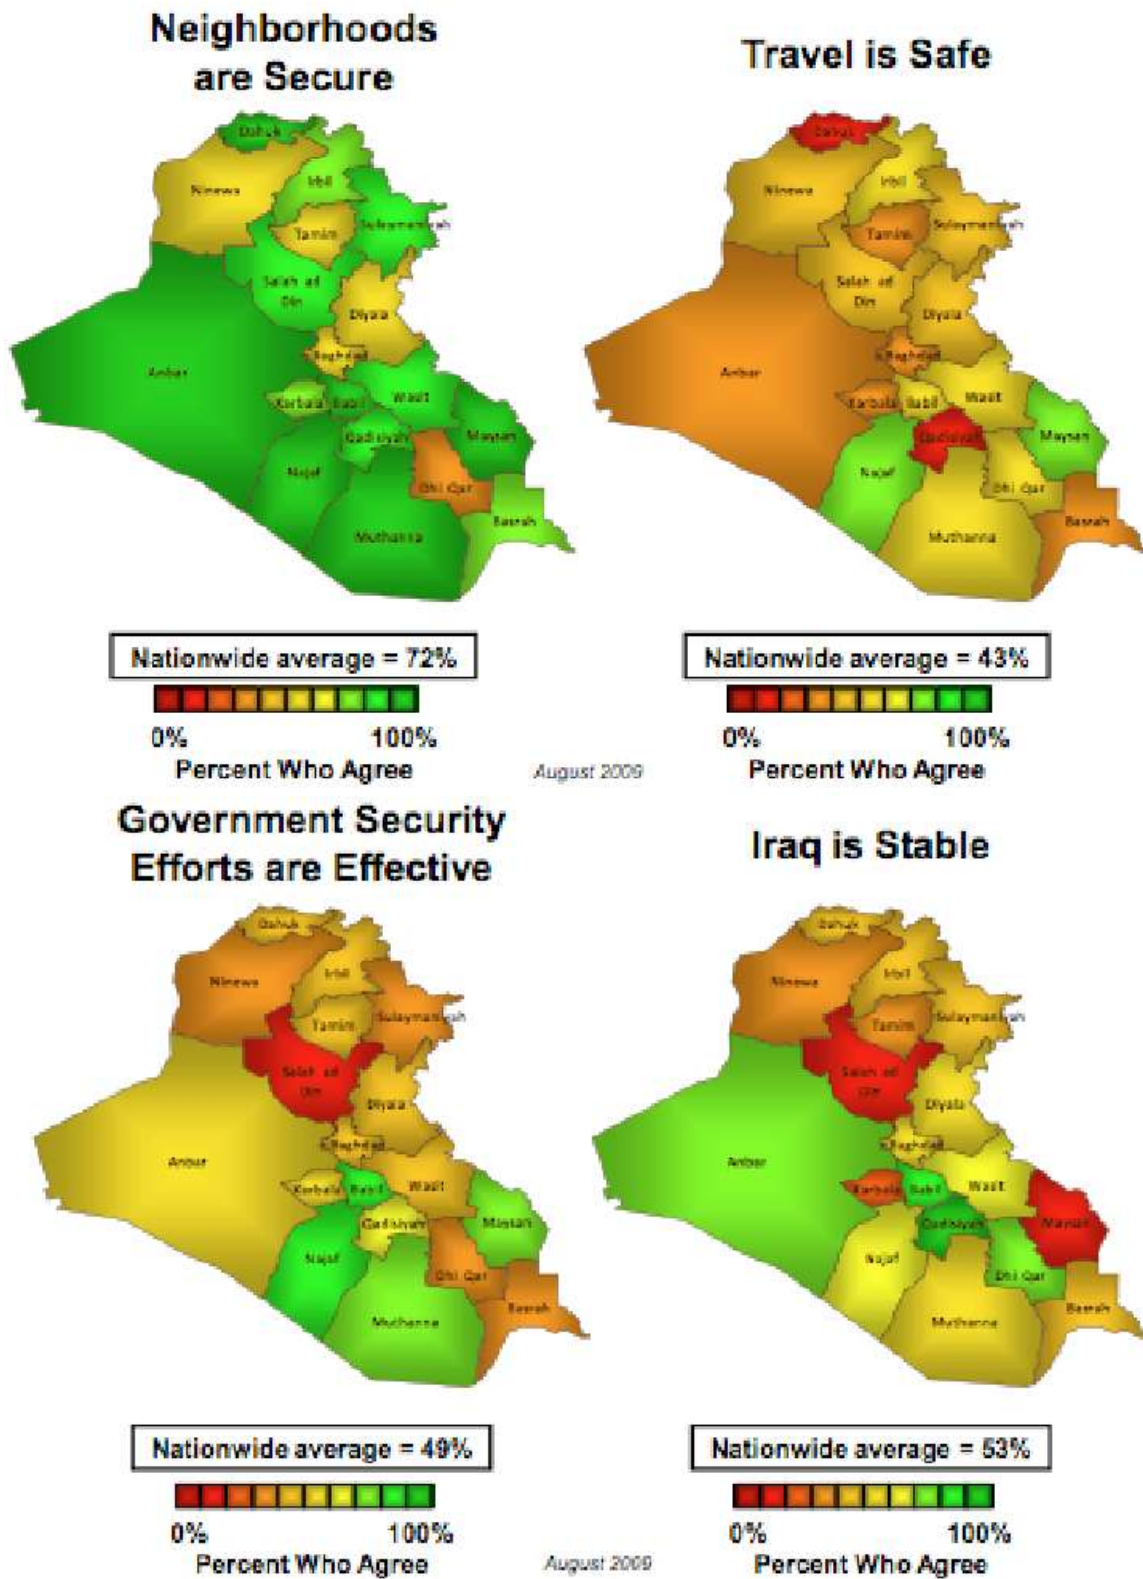 Neighborhoods
are Secure
Dahuk
Ninewa
Irbil
Tamim
Sulaymaniyah
Salah ad
Din
Diyala
Baghdad
Anbar
Karbala
Babil
Wasit
Qadisiyah
Maysan
Najaf
Dhi Qar
Basrah
Muthanna
Nationwide average = 72%
0% 100%
Percent Who Agree
Travel is Safe
Dahuk
Ninewa
Irbil
Tamim
Sulaymaniyah
Salah ad
Din
Diyala
Baghdad
Anbar
Karbala
Babil
Wasit
Qadisiyah
Maysan
Najaf
Dhi Qar
Basrah
Muthanna
Nationwide average = 43%
0% 100%
Percent Who Agree
August 2009
Government Security
Efforts are Effective
Dahuk
Ninewa
Irbil
Tamim
Sulaymaniyah
Salah ad
Din
Diyala
Baghdad
Anbar
Karbala
Babil
Wasit
Qadisiyah
Maysan
Najaf
Dhi Qar
Basrah
Muthanna
Nationwide average = 49%
0% 100%
Percent Who Agree
Iraq is Stable
Dahuk
Ninewa
Irbil
Tamim
Sulaymaniyah
Salah ad
Din
Diyala
Baghdad
Anbar
Karbala
Babil
Wasit
Qadisiyah
Maysan
Najaf
Dhi Qar
Basrah
Muthanna
Nationwide average = 53%
0% 100%
Percent Who Agree
August 2009